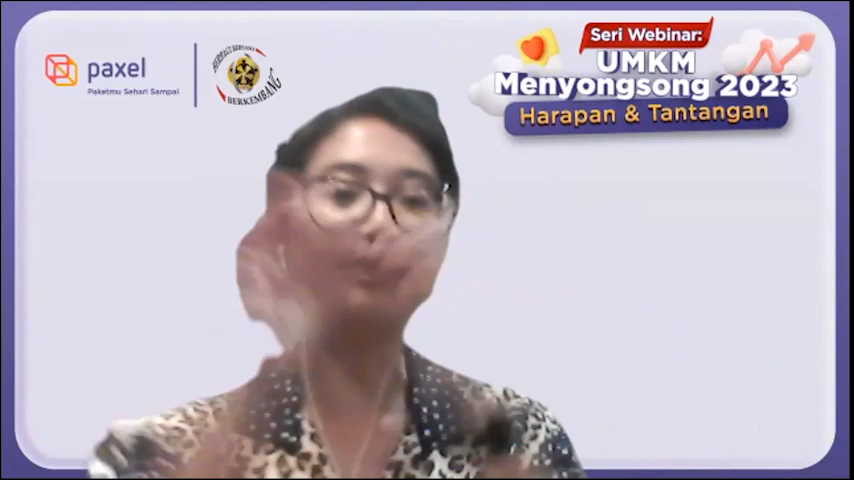 paxel
Paketmu Sehari Sampai
BERKEMBANG
Seri Webinar:
UMKM
Menyongsong 2023
Harapan & Tantangan